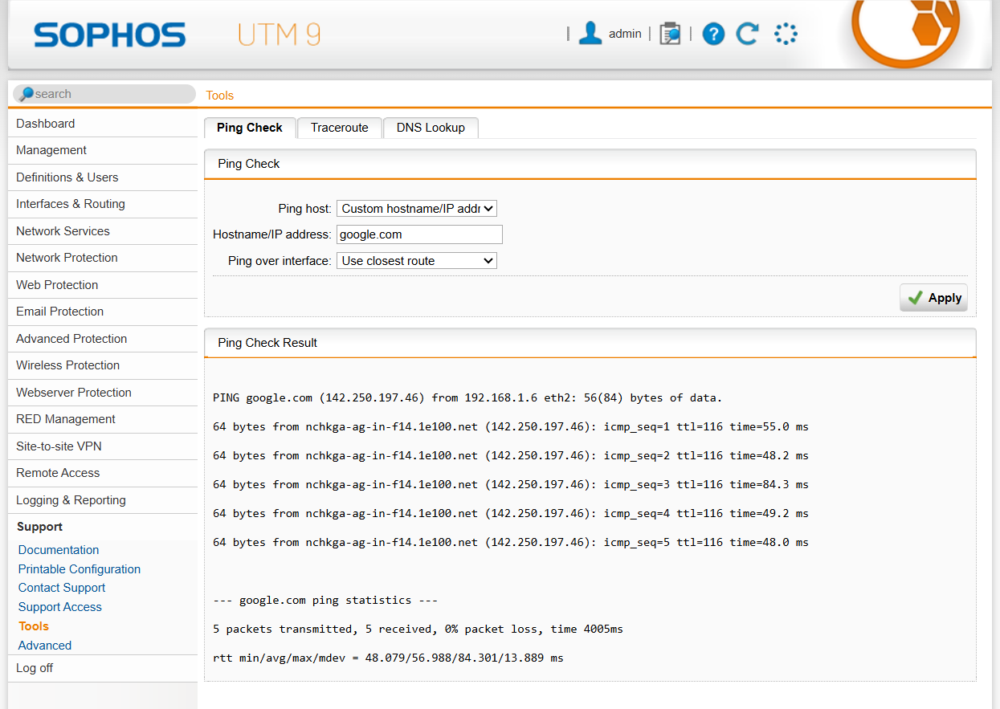 SOPHOS UTM 9 | admin | |
search
Tools
Dashboard
Management
Definitions & Users
Interfaces & Routing
Network Services
Network Protection
Web Protection
Email Protection
Advanced Protection
Wireless Protection
Webserver Protection
RED Management
Site-to-site VPN
Remote Access
Logging & Reporting
Support
Documentation
Printable Configuration
Contact Support
Support Access
Tools
Advanced
Log off
Ping Check Traceroute DNS Lookup
Ping Check
Ping host: Custom hostname/IP addr
Hostname/IP address: google.com
Ping over interface: Use closest route
Apply
Ping Check Result
PING google.com (142.250.197.46) from 192.168.1.6 eth2: 56(84) bytes of data.
64 bytes from nchkga-ag-in-f14.1e100.net (142.250.197.46): icmp_seq=1 ttl=116 time=55.0 ms
64 bytes from nchkga-ag-in-f14.1e100.net (142.250.197.46): icmp_seq=2 ttl=116 time=48.2 ms
64 bytes from nchkga-ag-in-f14.1e100.net (142.250.197.46): icmp_seq=3 ttl=116 time=84.3 ms
64 bytes from nchkga-ag-in-f14.1e100.net (142.250.197.46): icmp_seq=4 ttl=116 time=49.2 ms
64 bytes from nchkga-ag-in-f14.1e100.net (142.250.197.46): icmp_seq=5 ttl=116 time=48.0 ms
--- google.com ping statistics ---
5 packets transmitted, 5 received, 0% packet loss, time 4005ms
rtt min/avg/max/mdev = 48.079/56.988/84.301/13.889 ms